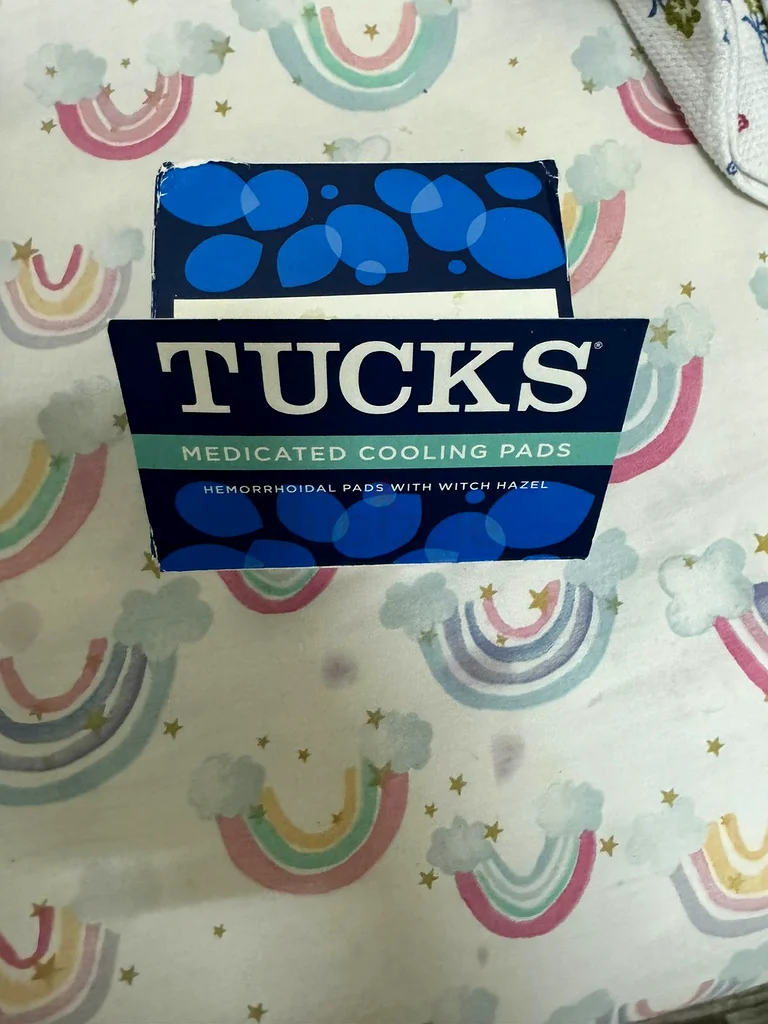 TUCKS®
MEDICATED COOLING PADS
HEMORRHOIDAL PADS WITH WITCH HAZEL